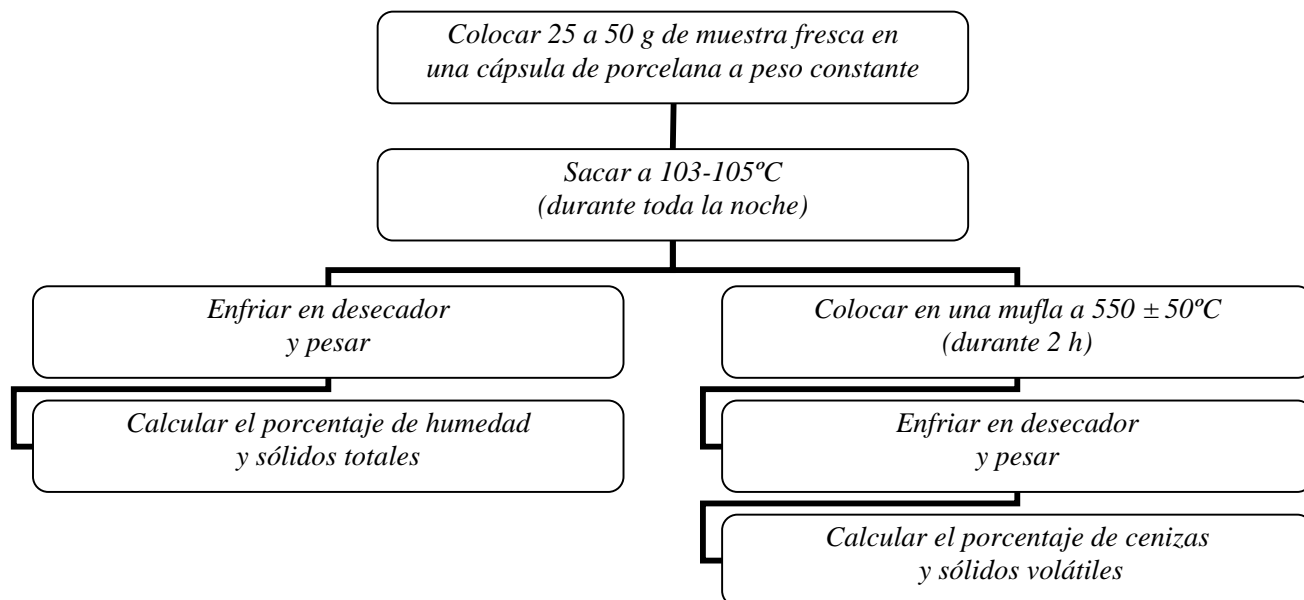 Colocar 25 a 50 g de muestra fresca en
una cápsula de porcelana a peso constante
Sacar a 103-105ºC
(durante toda la noche)
Enfriar en desecador
y pesar
Calcular el porcentaje de humedad
y sólidos totales
Colocar en una mufla a 550 ± 50ºC
(durante 2 h)
Enfriar en desecador
y pesar
Calcular el porcentaje de cenizas
y sólidos volátiles